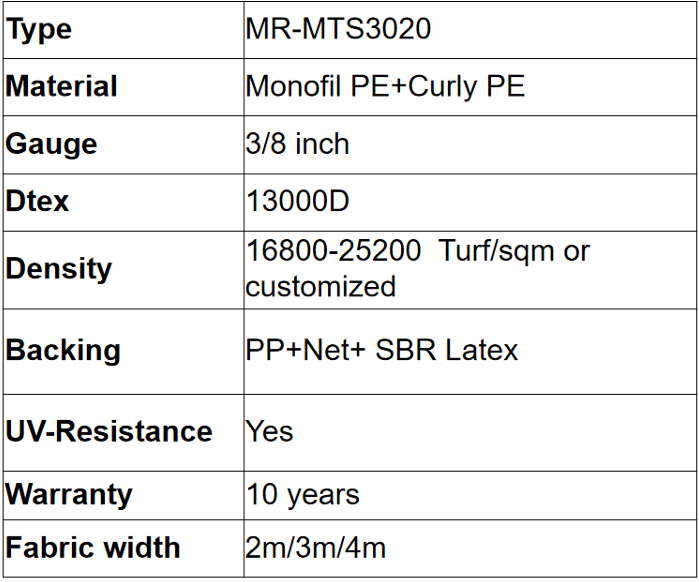 Type MR-MTS3020
Material Monofil PE+Curly PE
Gauge 3/8 inch
Dtex 13000D
Density 16800-25200  Turf/sqm or
customized
Backing PP+Net+ SBR Latex
UV-Resistance Yes
Warranty 10 years
Fabric width 2m/3m/4m